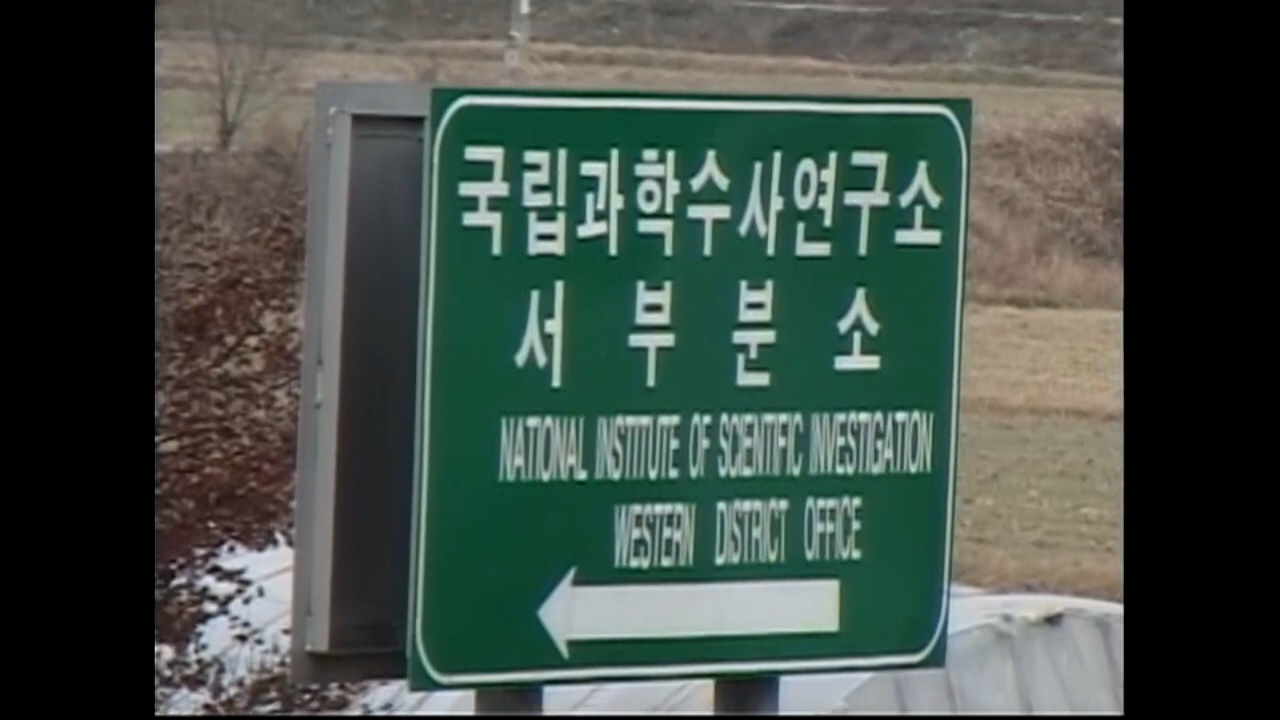 국립과학수사연구소
서부분소
NATIONAL INSTITUTE OF SCIENTIFIC INVESTIGATION
WESTERN DISTRICT OFFICE